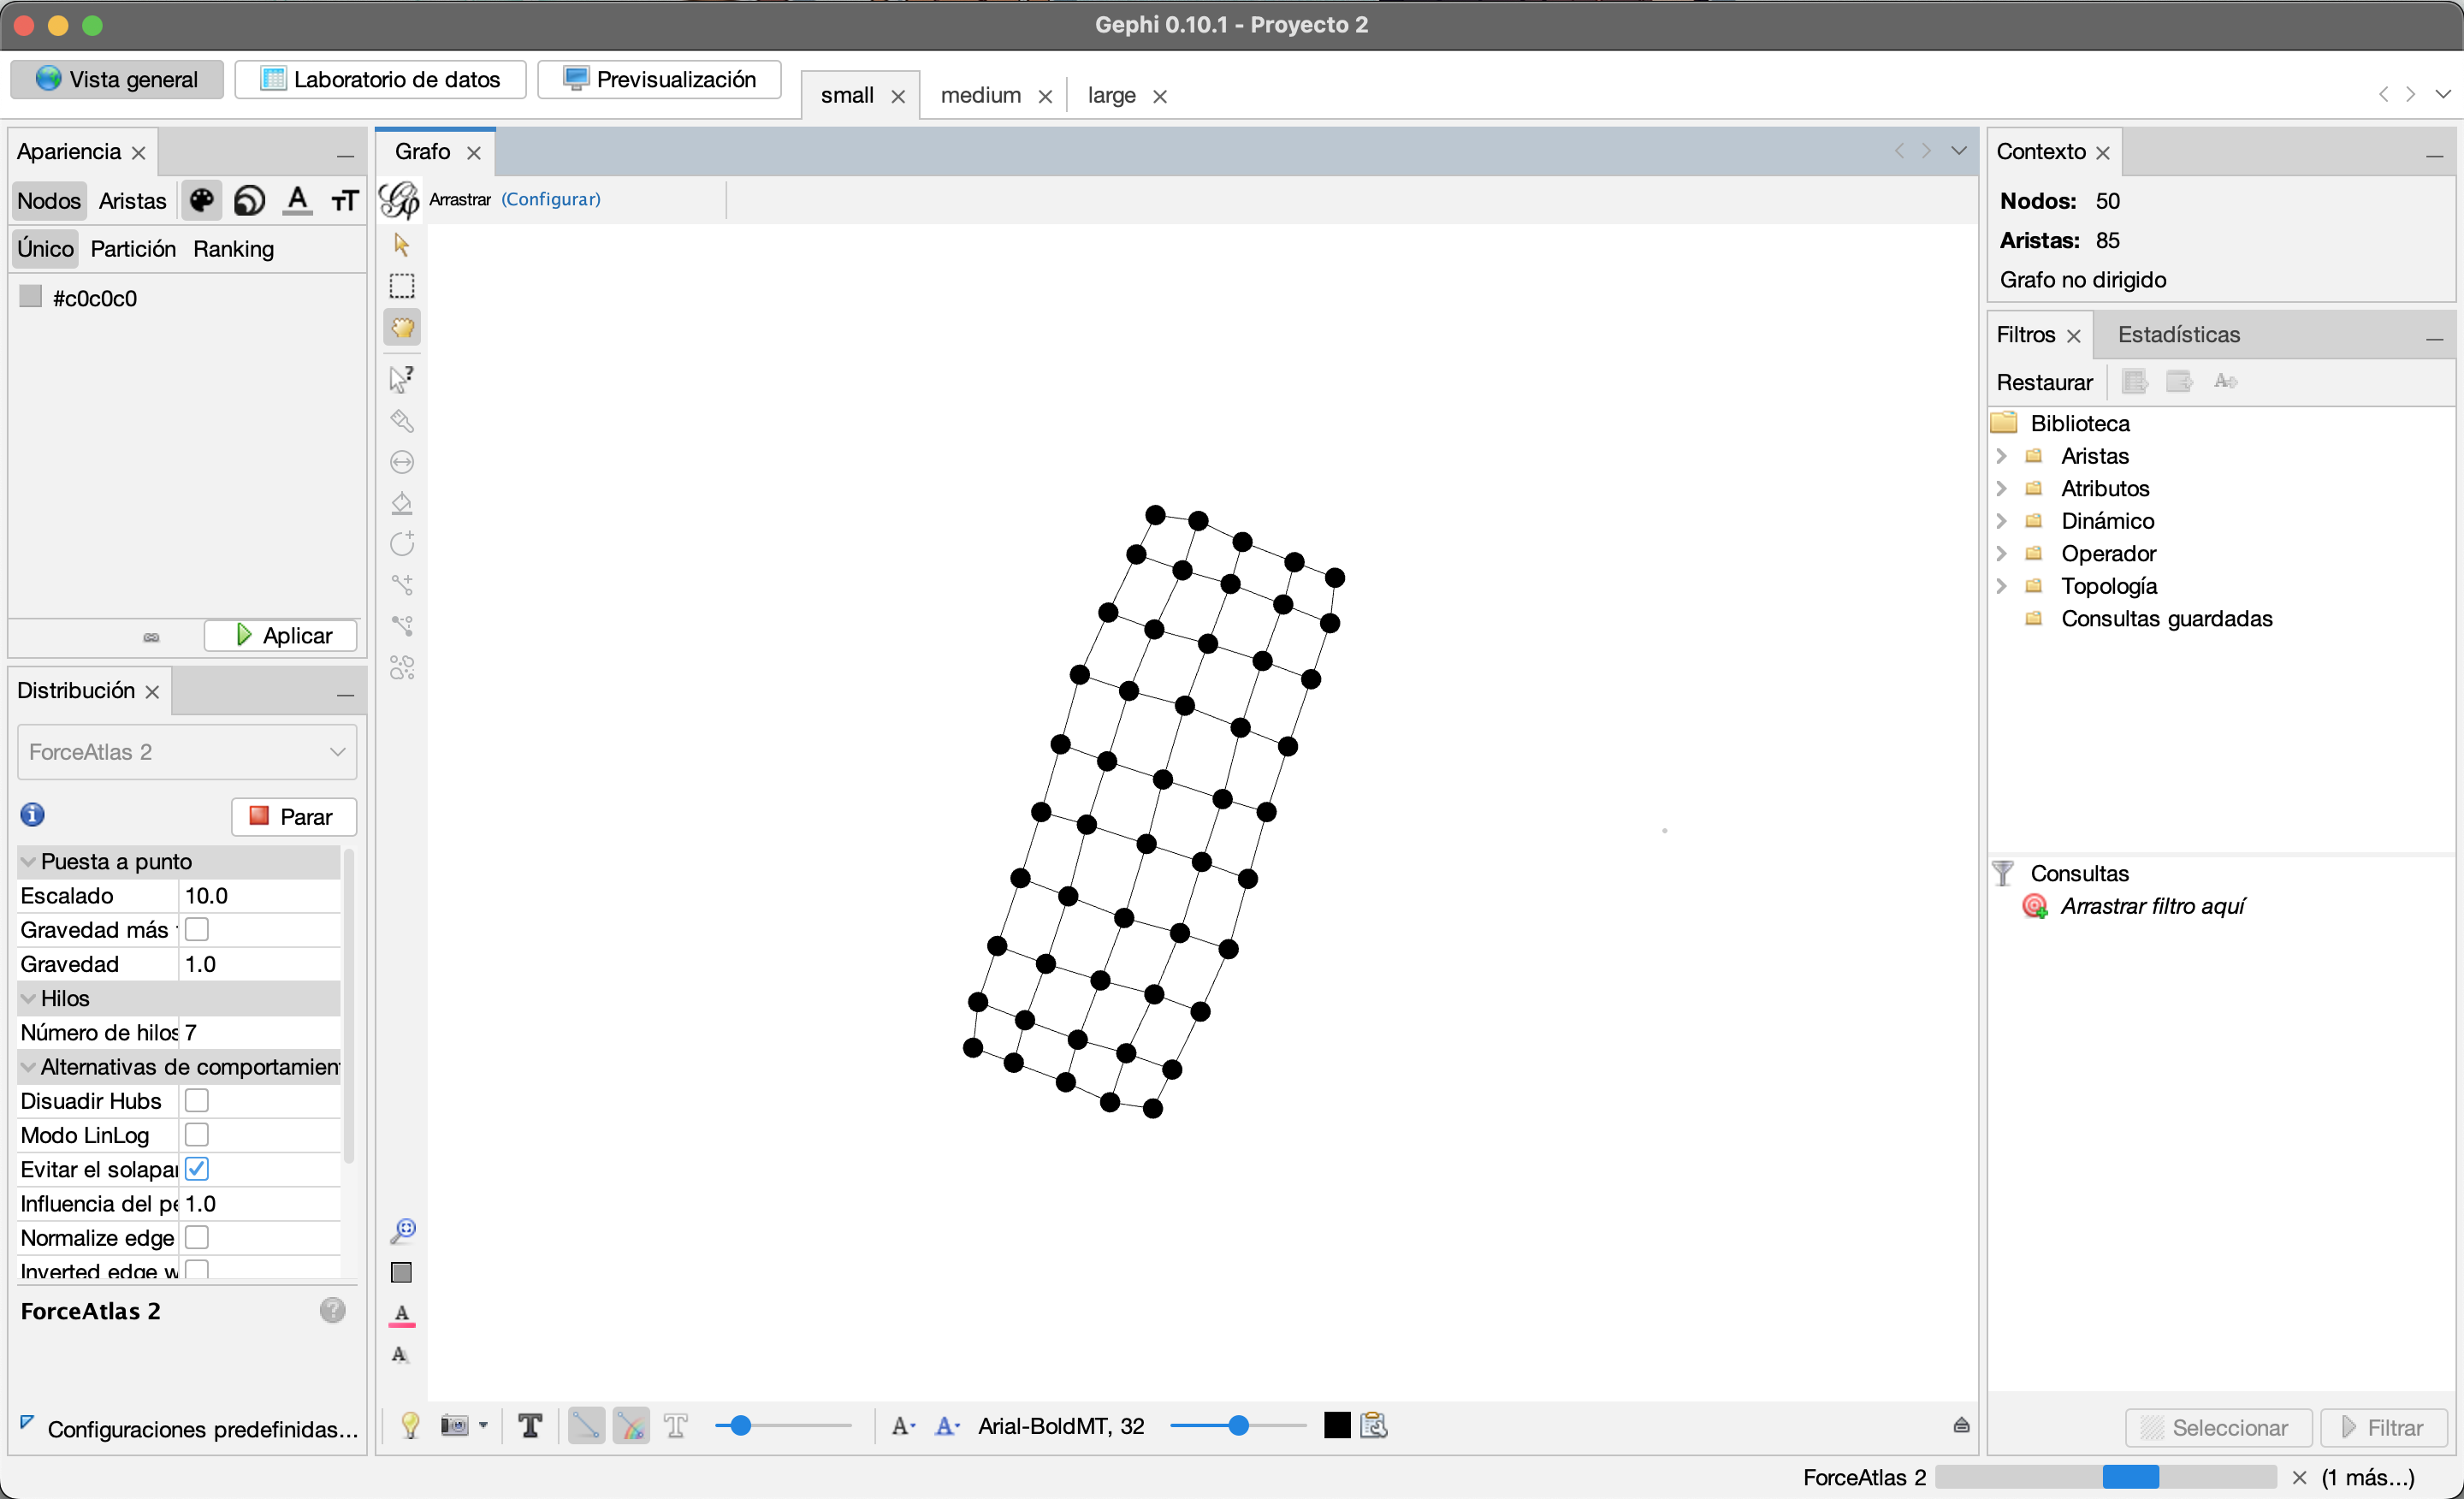 Gephi 0.10.1 - Proyecto 2
Vista general
Laboratorio de datos
Previsualización
small
medium
large
Apariencia
Nodos Aristas
Único Partición Ranking
#c0c0c0
Aplicar
Distribución
ForceAtlas 2
Parar
Puesta a punto
Escalado 10.0
Gravedad más
Gravedad 1.0
Hilos
Número de hilos 7
Alternativas de comportamien
Disuadir Hubs
Modo LinLog
Evitar el solapa
Influencia del pe 1.0
Normalize edge
Inverted edge w
ForceAtlas 2
Configuraciones predefinidas...
Grafo
Arrastrar (Configurar)
Arial-BoldMT, 32
Contexto
Nodos: 50
Aristas: 85
Grafo no dirigido
Filtros Estadísticas
Restaurar
Biblioteca
Aristas
Atributos
Dinámico
Operador
Topología
Consultas guardadas
Consultas
Arrastrar filtro aquí
Seleccionar Filtrar
ForceAtlas 2 (1 más...)